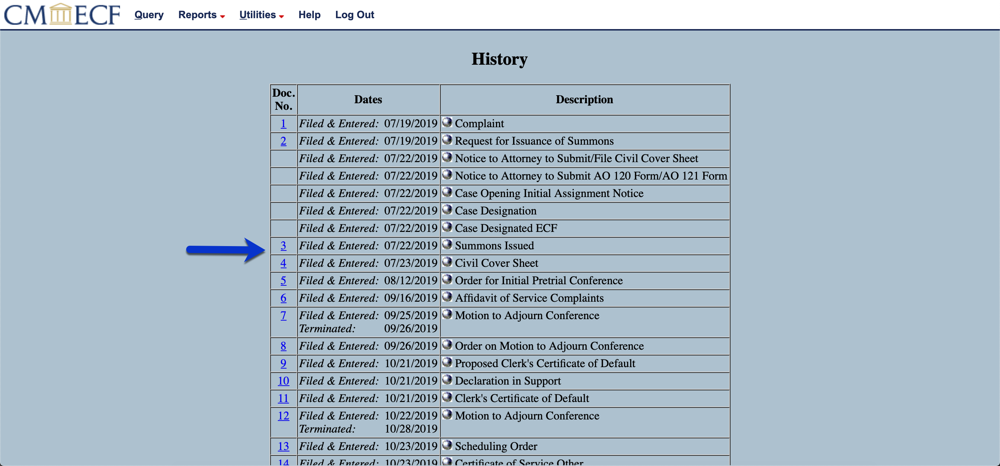 CM ECF Query Reports Utilities Help Log Out
History
Doc. No. Dates Description
1 Filed & Entered: 07/19/2019 Complaint
2 Filed & Entered: 07/19/2019 Request for Issuance of Summons
Filed & Entered: 07/22/2019 Notice to Attorney to Submit/File Civil Cover Sheet
Filed & Entered: 07/22/2019 Notice to Attorney to Submit AO 120 Form/AO 121 Form
Filed & Entered: 07/22/2019 Case Opening Initial Assignment Notice
Filed & Entered: 07/22/2019 Case Designation
Filed & Entered: 07/22/2019 Case Designated ECF
3 Filed & Entered: 07/22/2019 Summons Issued
4 Filed & Entered: 07/23/2019 Civil Cover Sheet
5 Filed & Entered: 08/12/2019 Order for Initial Pretrial Conference
6 Filed & Entered: 09/16/2019 Affidavit of Service Complaints
7 Filed & Entered: 09/25/2019 Motion to Adjourn Conference
Terminated: 09/26/2019
8 Filed & Entered: 09/26/2019 Order on Motion to Adjourn Conference
9 Filed & Entered: 10/21/2019 Proposed Clerk's Certificate of Default
10 Filed & Entered: 10/21/2019 Declaration in Support
11 Filed & Entered: 10/21/2019 Clerk's Certificate of Default
12 Filed & Entered: 10/22/2019 Motion to Adjourn Conference
Terminated: 10/28/2019
13 Filed & Entered: 10/23/2019 Scheduling Order
14 Filed & Entered: 10/23/2019 Certificate of Service Other